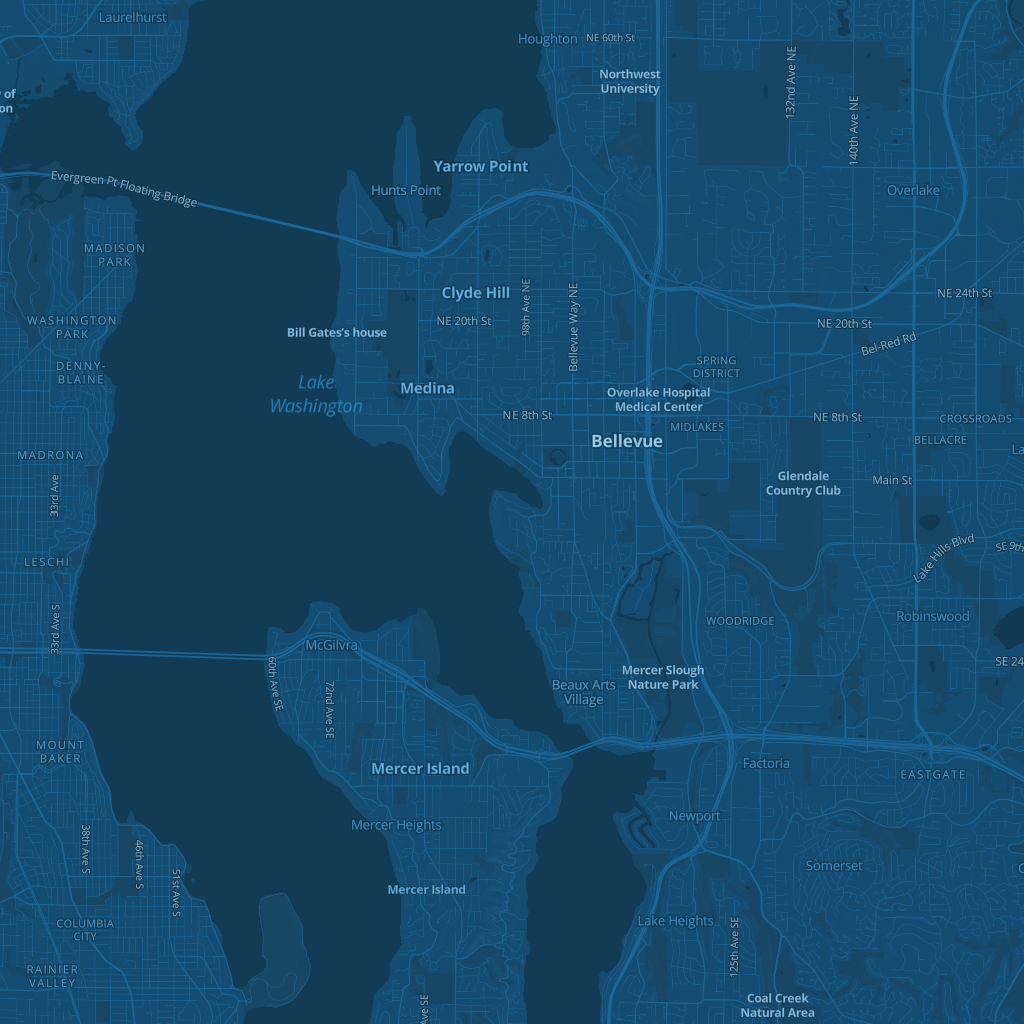 Laurelhurst
Houghton
NE 60th St
Northwest
University
132nd Ave NE
140th Ave NE
y of
on
Yarrow Point
Evergreen Pt Floating Bridge
Hunts Point
Overlake
MADISON
PARK
Clyde Hill
98th Ave NE
Bellevue Way NE
NE 24th St
WASHINGTON
PARK
NE 20th St
NE 20th St
Bill Gates’s house
Bel-Red Rd
DENNY-
BLAINE
SPRING
DISTRICT
Lake
Washington
Medina
Overlake Hospital
Medical Center
NE 8th St
NE 8th St
CROSSROADS
MIDLAKES
Bellevue
BELLACRE
La
MADRONA
Glendale
Country Club
Main St
33rd Ave
Lake Hills Blvd
SE 9th
LESCHI
33rd Ave S
WOODRIDGE
Robinswood
McGilvra
SE 24
60th Ave SE
72nd Ave SE
Mercer Slough
Nature Park
Beaux Arts
Village
MOUNT
BAKER
Mercer Island
Factoria
EASTGATE
Newport
Mercer Heights
38th Ave S
46th Ave S
51st Ave S
Somerset
Mercer Island
COLUMBIA
CITY
Lake Heights
125th Ave SE
RAINIER
VALLEY
Ave SE
Coal Creek
Natural Area